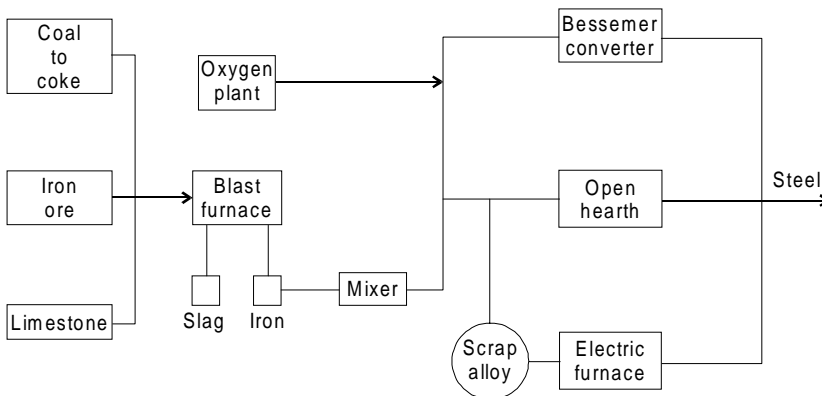 Coal
to
coke
Oxygen
plant
Bessemer
converter
Iron
ore
Blast
furnace
Open
hearth
Steel
Limestone
Slag
Iron
Mixer
Scrap
alloy
Electric
furnace